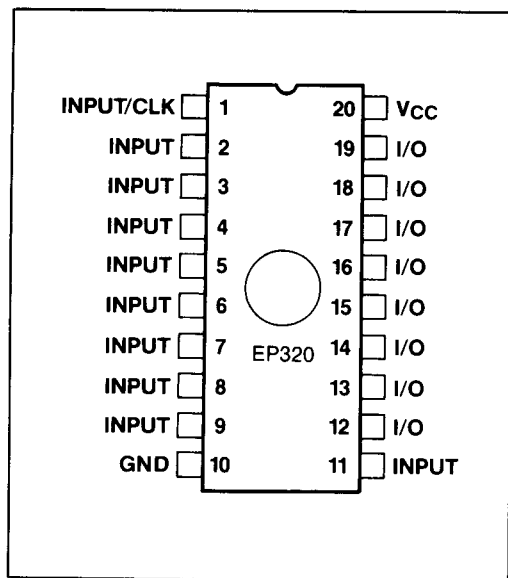 INPUT/CLK 1 20 VCC
INPUT 2 19 I/O
INPUT 3 18 I/O
INPUT 4 17 I/O
INPUT 5 16 I/O
INPUT 6 15 I/O
INPUT 7 14 I/O
EP320
INPUT 8 13 I/O
INPUT 9 12 I/O
GND 10 11 INPUT